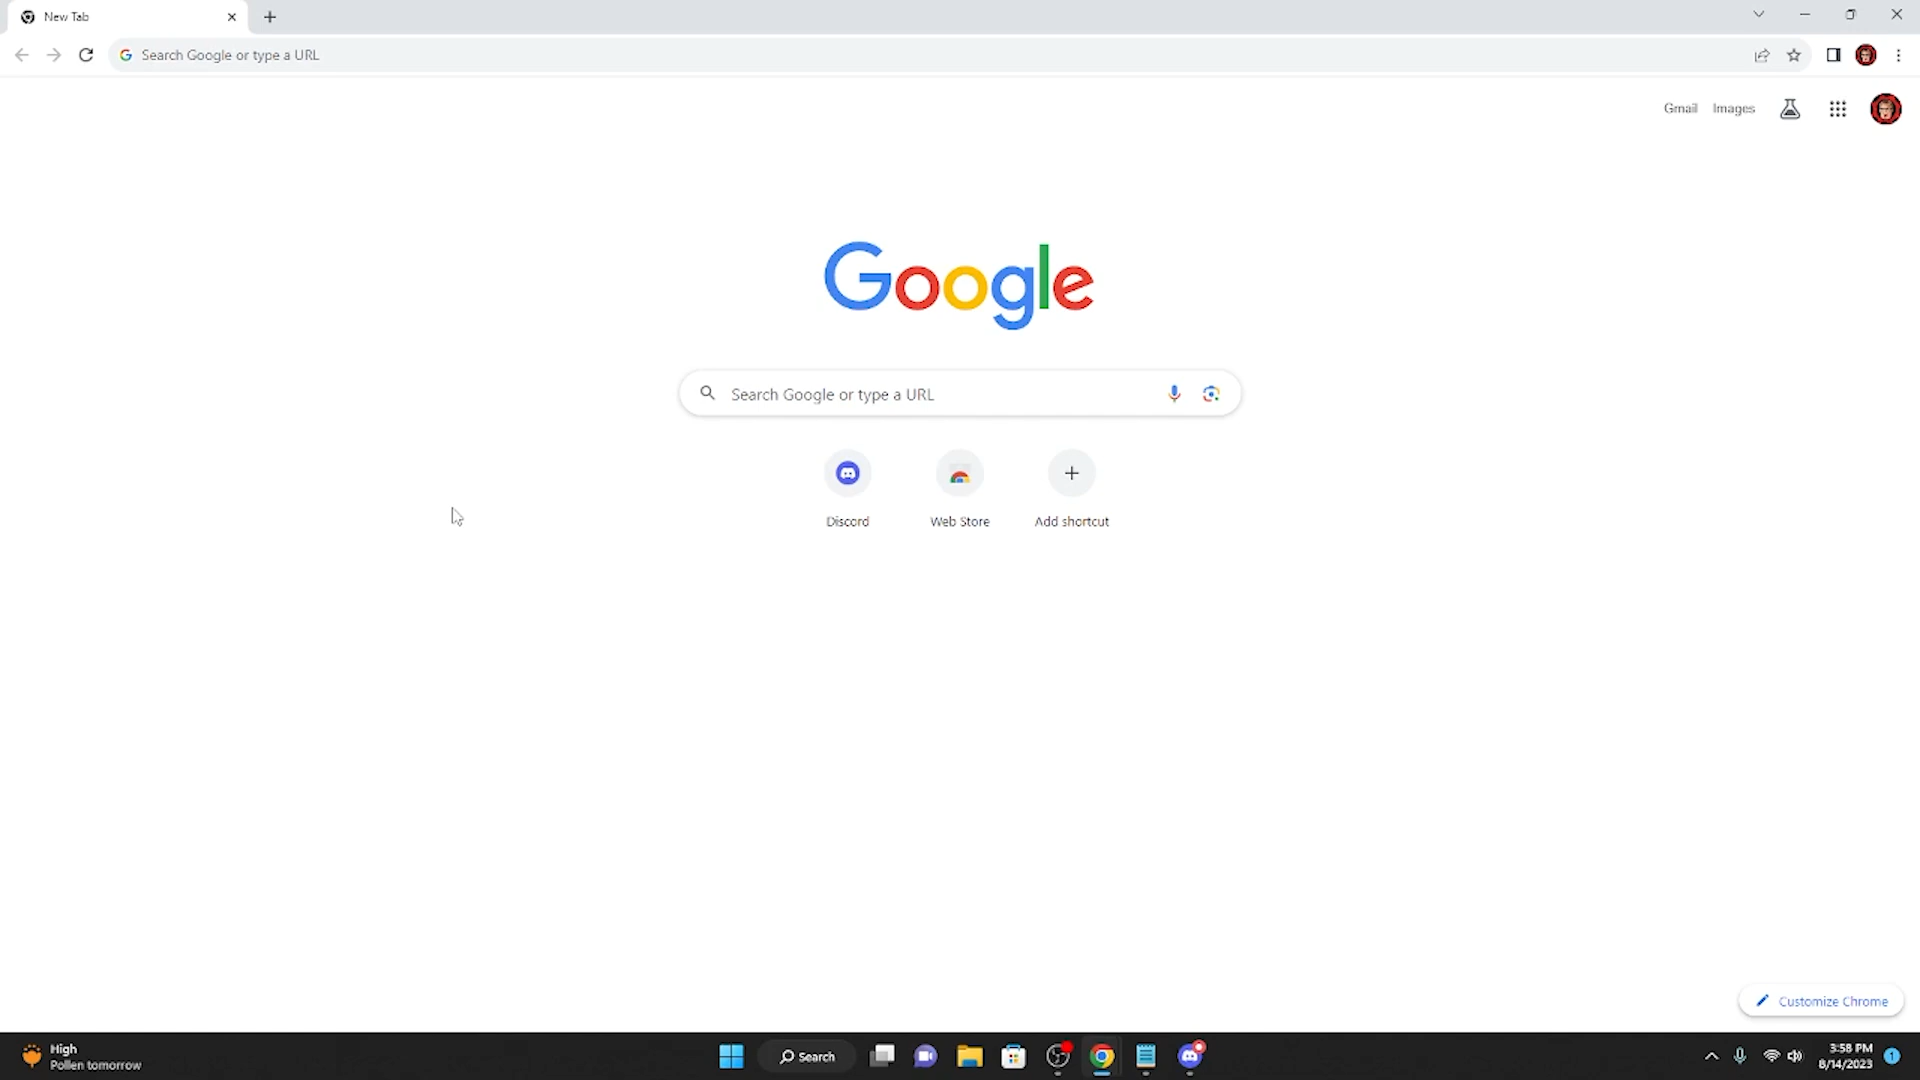 New Tab
Search Google or type a URL
Gmail Images
Google
Search Google or type a URL
Discord Web Store Add shortcut
Customize Chrome
High
Pollen tomorrow
Search
3:58 PM
8/14/2023
1